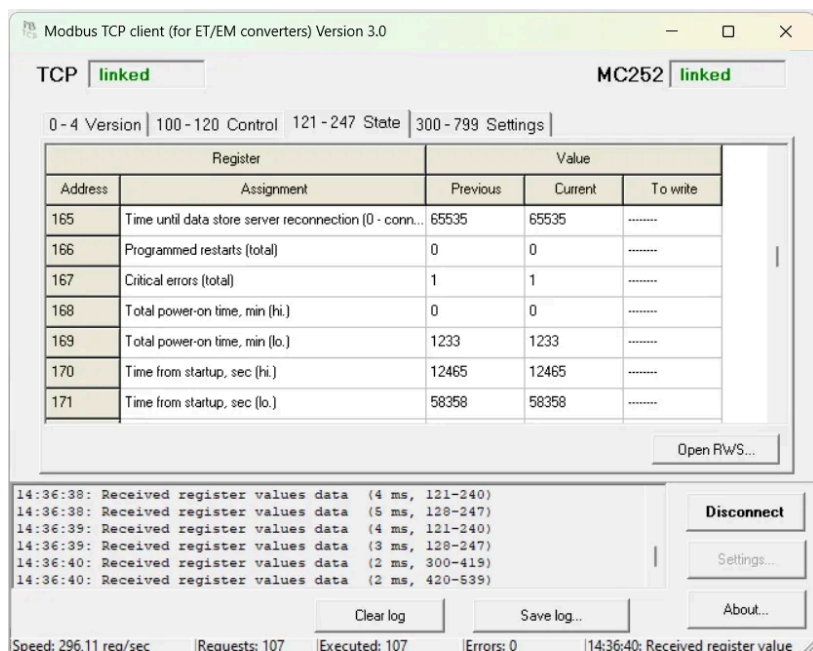 Modbus TCP client (for ET/EM converters) Version 3.0
TCP linked MC252 linked
0-4 Version 100-120 Control 121-247 State 300-799 Settings
Register Value
Address Assignment Previous Current To write
165 Time until data store server reconnection (0 - conn... 65535 65535 --------
166 Programmed restarts (total) 0 0 --------
167 Critical errors (total) 1 1 --------
168 Total power-on time, min (hi.) 0 0 --------
169 Total power-on time, min (lo.) 1233 1233 --------
170 Time from startup, sec (hi.) 12465 12465 --------
171 Time from startup, sec (lo.) 58358 58358 --------
Open RWS...
14:36:38: Received register values data (4 ms, 121-240)
14:36:38: Received register values data (5 ms, 128-247)
14:36:39: Received register values data (4 ms, 121-240)
14:36:39: Received register values data (3 ms, 128-247)
14:36:40: Received register values data (2 ms, 300-419)
14:36:40: Received register values data (2 ms, 420-539)
Disconnect
Settings...
About...
Clear log Save log...
Speed: 296,11 reg/sec Requests: 107 Executed: 107 Errors: 0 14:36:40: Received register value